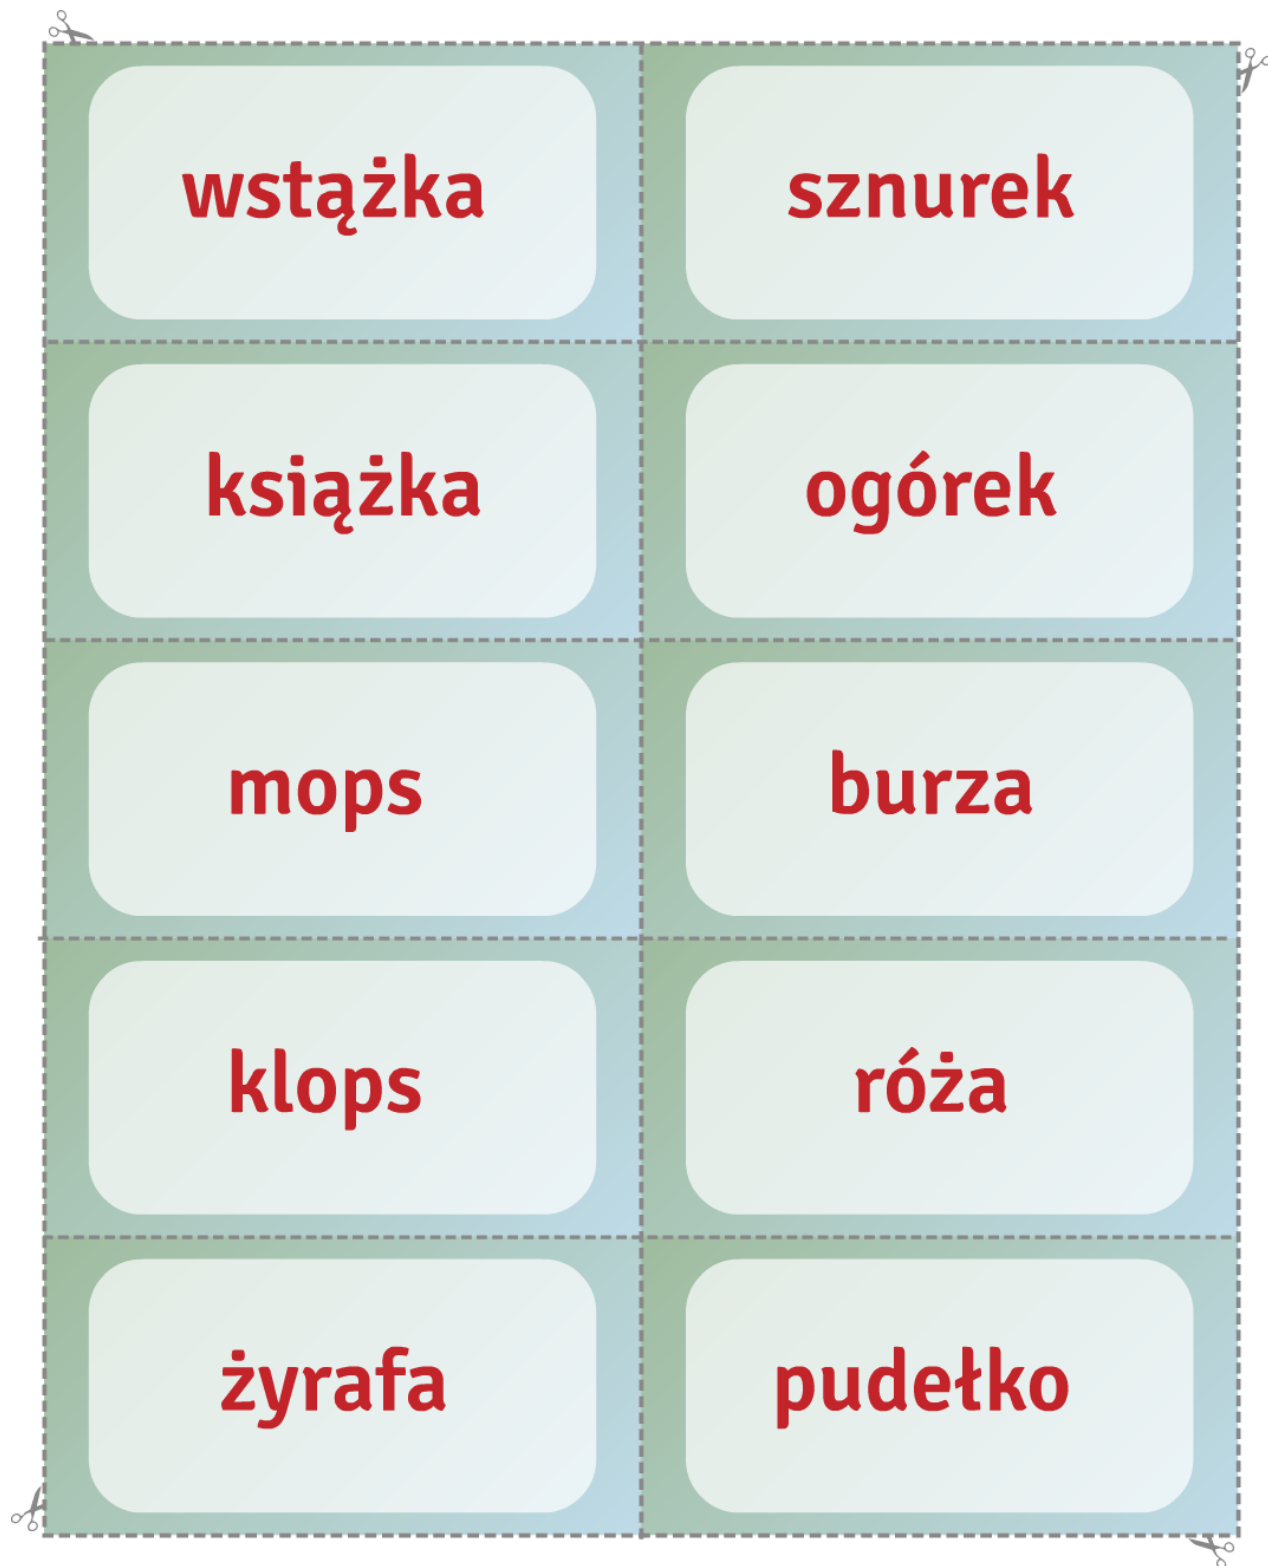 wstążka
sznurek
książka
ogórek
mops
burza
klops
róża
żyrafa
pudełko